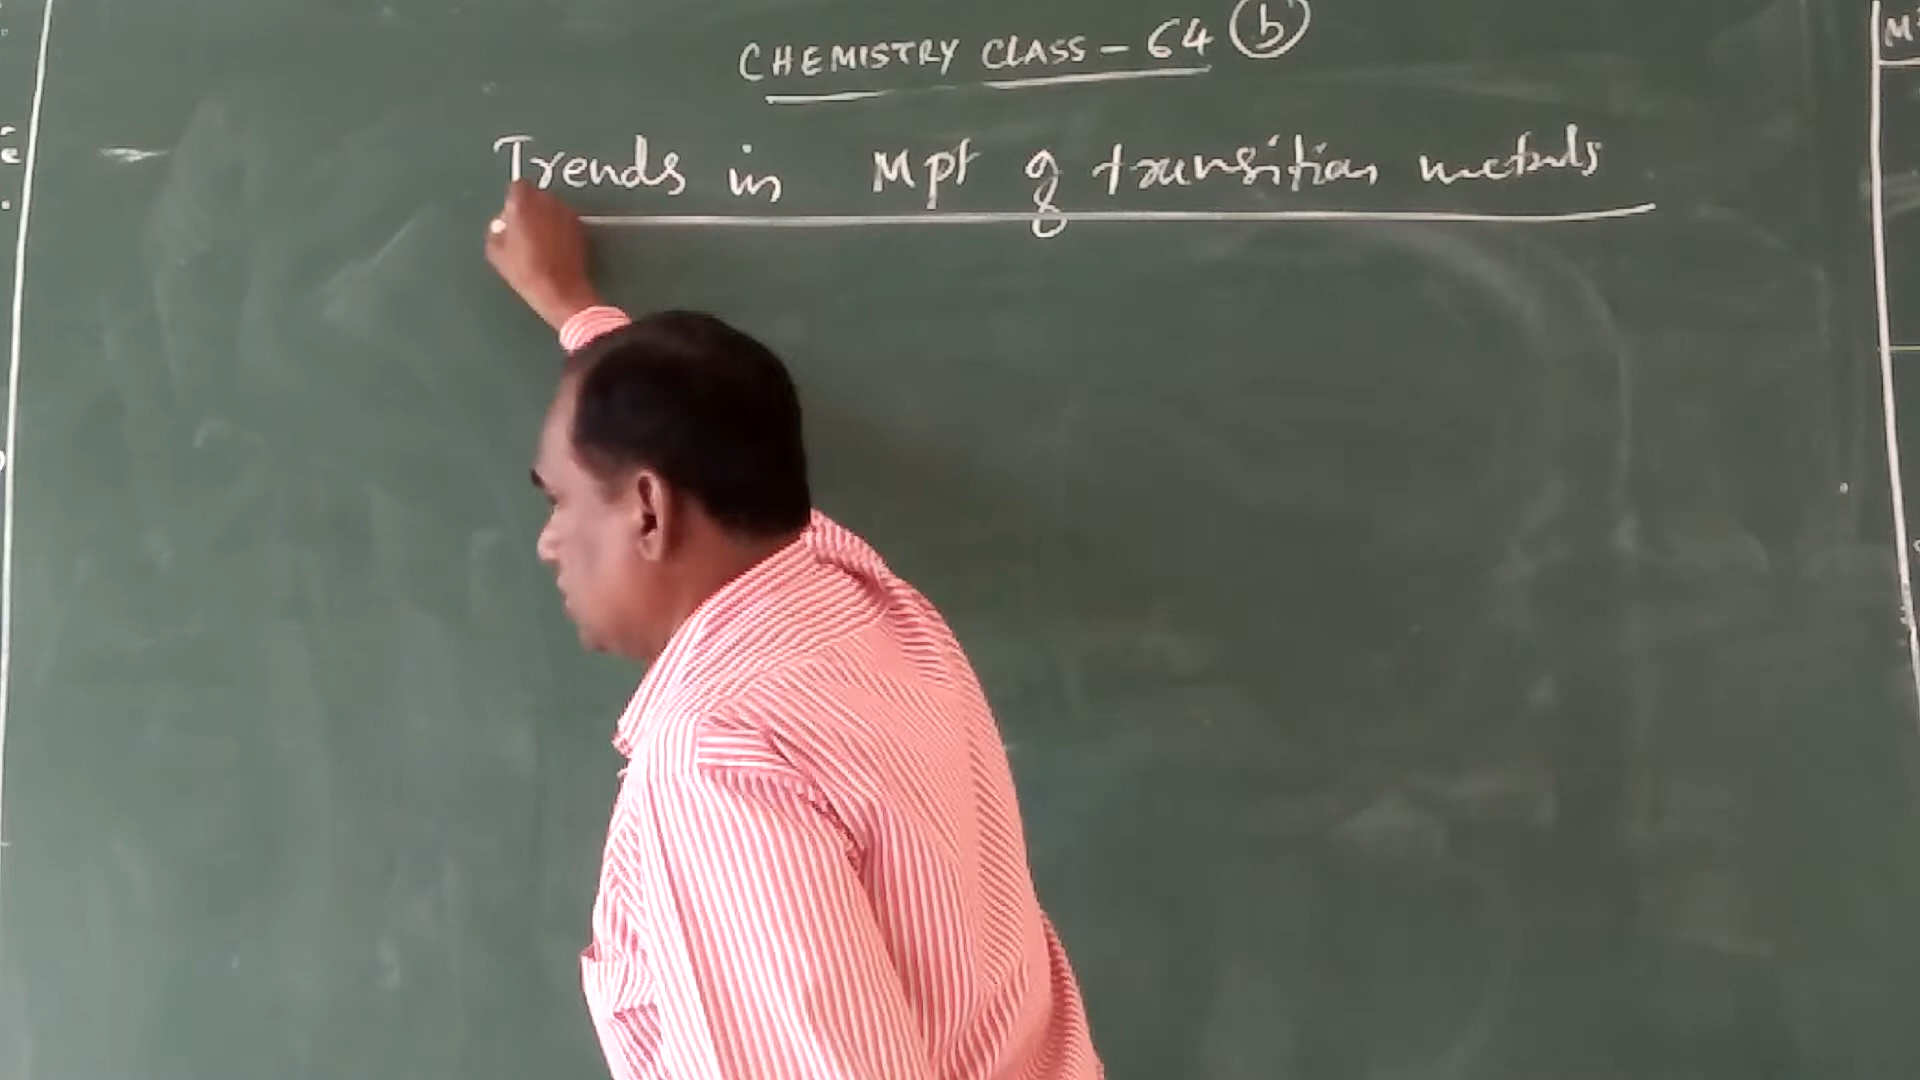 CHEMISTRY CLASS - 64 (b)
Trends in Mpt of transition metals